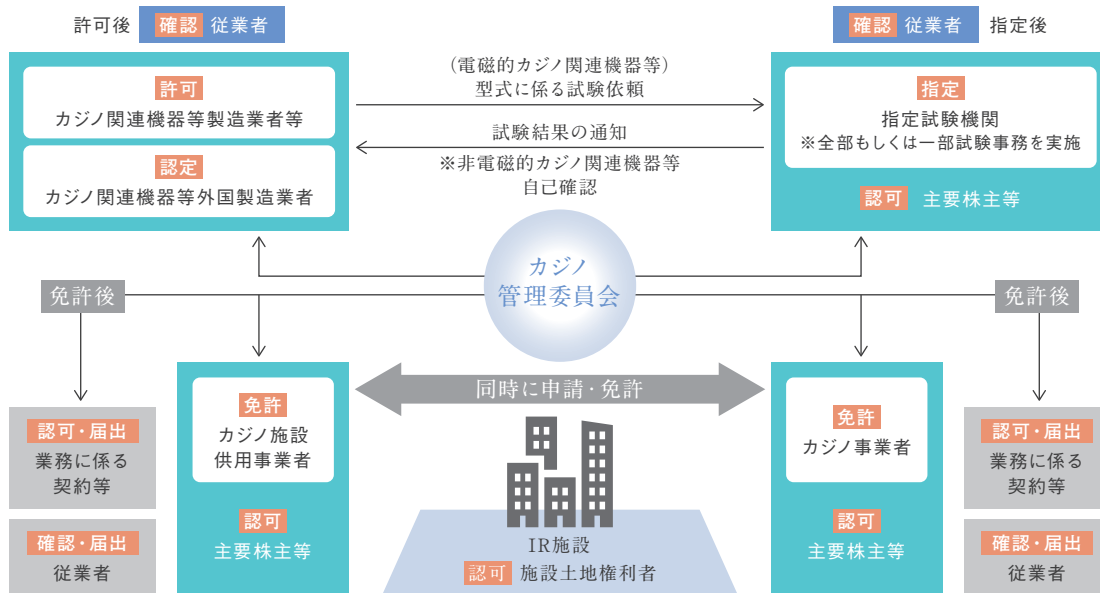 許可後 確認 従業者
許可
カジノ関連機器等製造業者等
認定
カジノ関連機器等外国製造業者
(電磁的カジノ関連機器等)
型式に係る試験依頼
試験結果の通知
※非電磁的カジノ関連機器等
自己確認
確認 従業者 指定後
指定
指定試験機関
※全部もしくは一部試験事務を実施
認可 主要株主等
カジノ
管理委員会
免許後
免許後
認可・届出
業務に係る
契約等
確認・届出
従業者
免許
カジノ施設
供用事業者
認可
主要株主等
同時に申請・免許
IR施設
認可 施設土地権利者
免許
カジノ事業者
認可
主要株主等
認可・届出
業務に係る
契約等
確認・届出
従業者